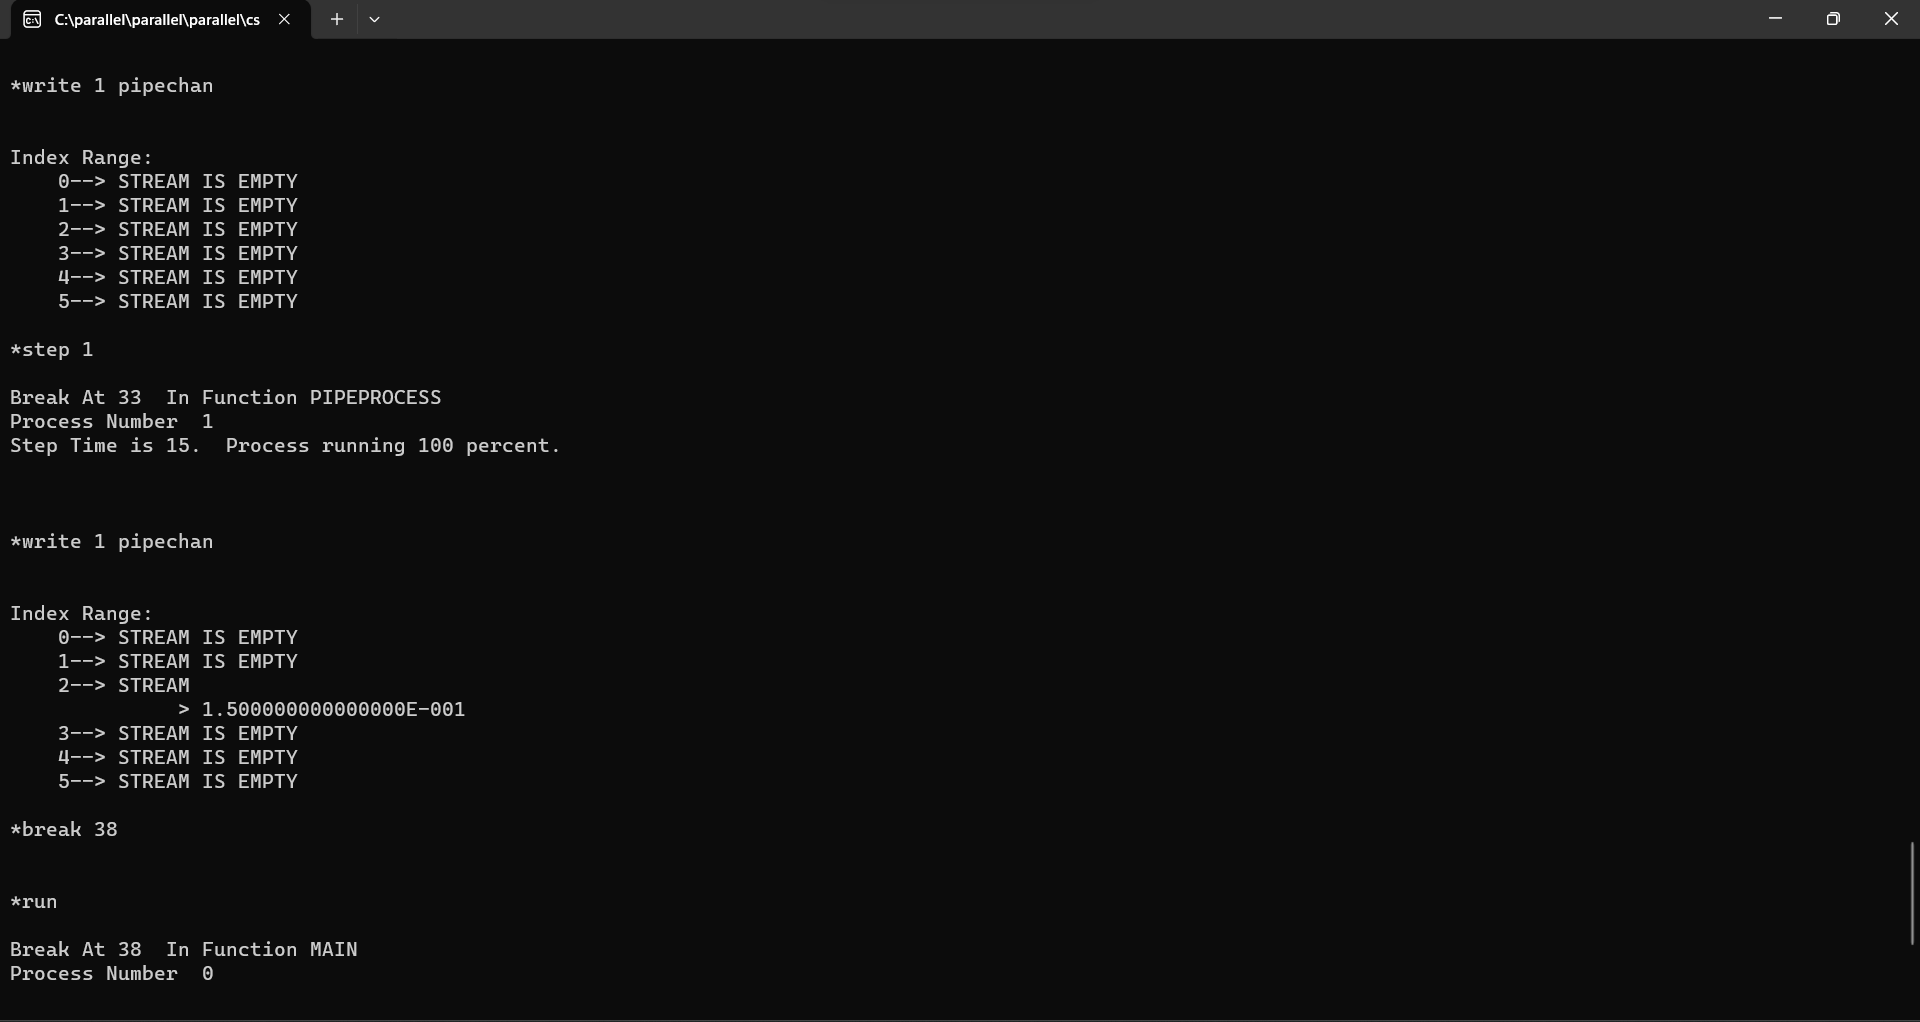 C:\parallel\parallel\parallel\cs
*write 1 pipechan
Index Range:
0--> STREAM IS EMPTY
1--> STREAM IS EMPTY
2--> STREAM IS EMPTY
3--> STREAM IS EMPTY
4--> STREAM IS EMPTY
5--> STREAM IS EMPTY
*step 1
Break At 33  In Function PIPEPROCESS
Process Number  1
Step Time is 15.  Process running 100 percent.
*write 1 pipechan
Index Range:
0--> STREAM IS EMPTY
1--> STREAM IS EMPTY
2--> STREAM
> 1.500000000000000E-001
3--> STREAM IS EMPTY
4--> STREAM IS EMPTY
5--> STREAM IS EMPTY
*break 38
*run
Break At 38  In Function MAIN
Process Number  0